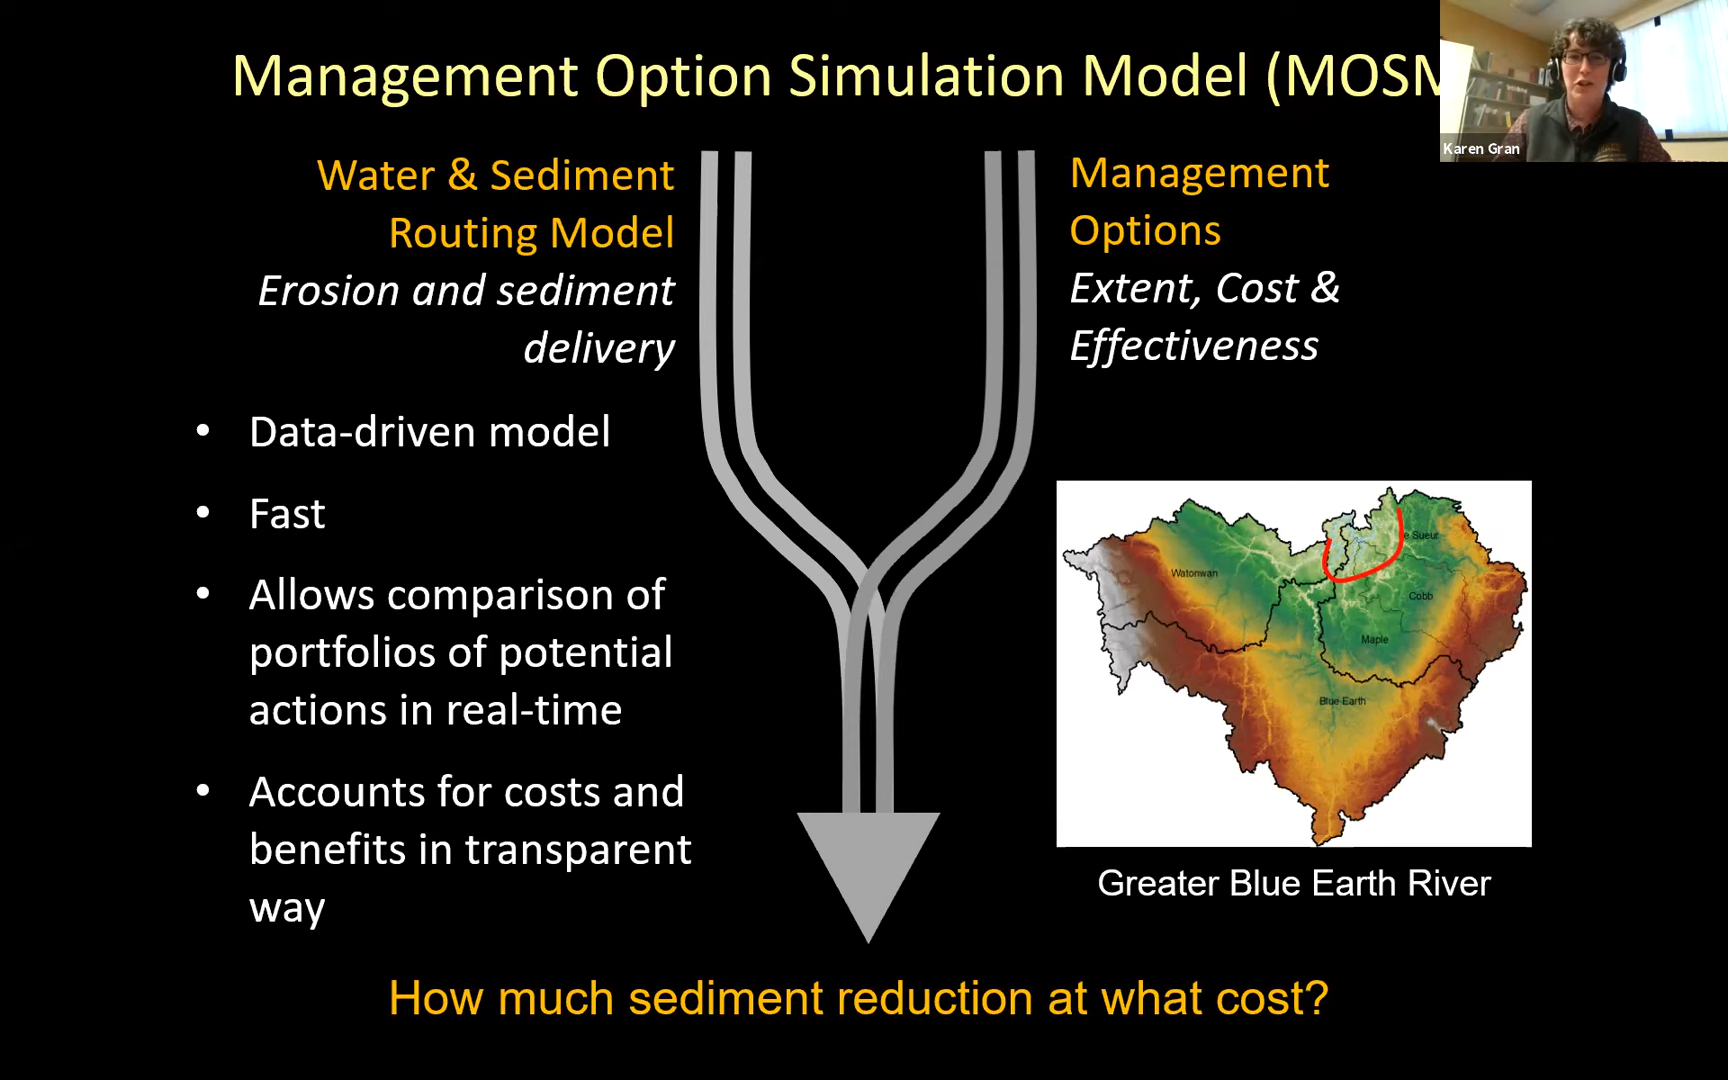 Management Option Simulation Model (MOSM
Karen Gran
Water & Sediment
Routing Model
Erosion and sediment
delivery
Management
Options
Extent, Cost &
Effectiveness
• Data-driven model
• Fast
• Allows comparison of
portfolios of potential
actions in real-time
• Accounts for costs and
benefits in transparent
way
e Sueur
Watonwan
Cobb
Maple
Blue Earth
Greater Blue Earth River
How much sediment reduction at what cost?